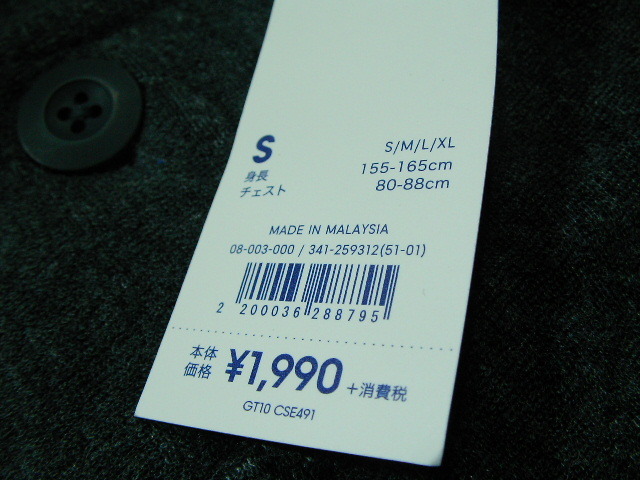 S S/M/L/XL
身長 155-165cm
チェスト 80-88cm
MADE IN MALAYSIA
08-003-000 / 341-259312(51-01)
2 200036 288795
本体価格 ¥1,990 +消費税
GT10 CSE491